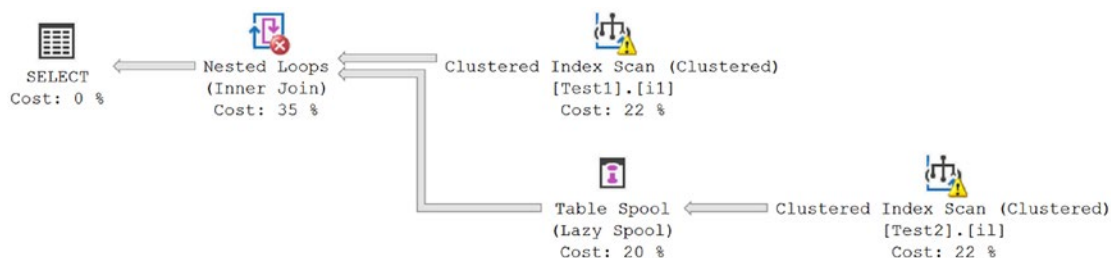 SELECT
Cost: 0 %
Nested Loops
(Inner Join)
Cost: 35 %
Clustered Index Scan (Clustered)
[Test1].[i1]
Cost: 22 %
Table Spool
(Lazy Spool)
Cost: 20 %
Clustered Index Scan (Clustered)
[Test2].[i1]
Cost: 22 %